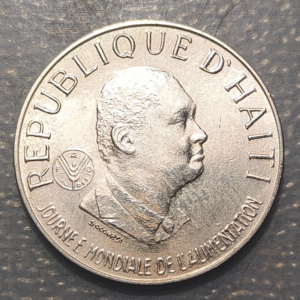 REPUBLIQUE D'HAITI
JOURNEE MONDIALE DE L'ALIMENTATION